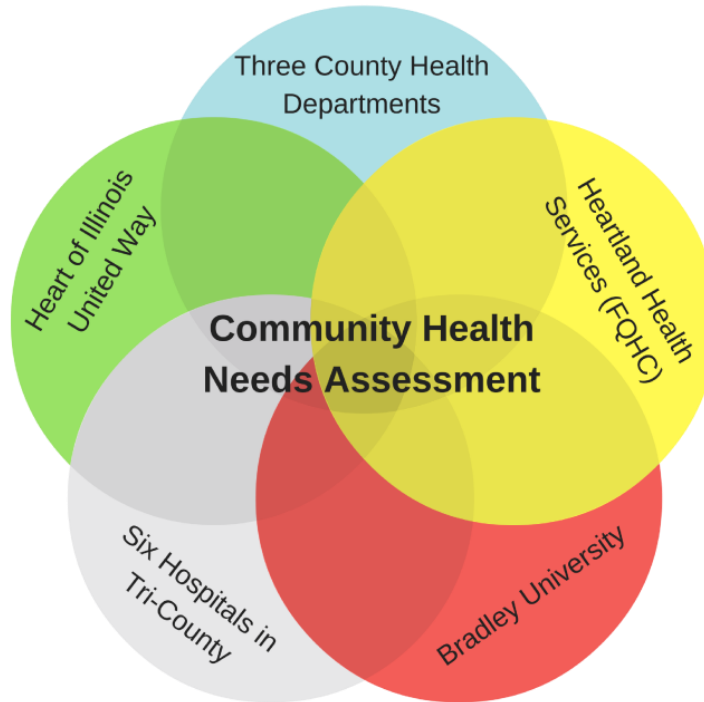 Three County Health
Departments
Heart of Illinois
United Way
Heartland Health
Services (FQHC)
Community Health
Needs Assessment
Six Hospitals in
Tri-County
Bradley University